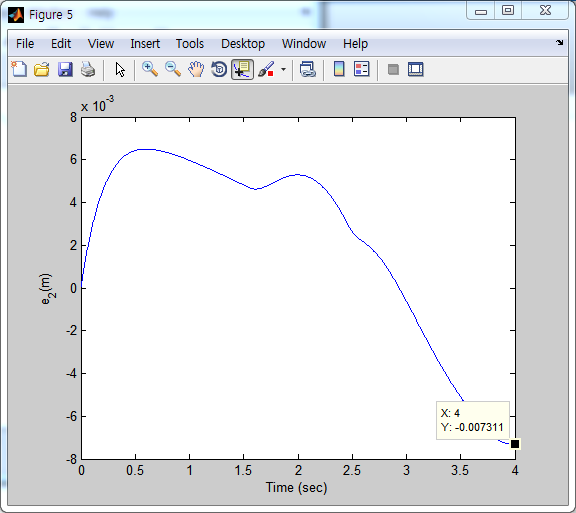 Figure 5
File Edit View Insert Tools Desktop Window Help
x 10⁻³
8
6
4
2
0
-2
-4
-6
-8
e₂(m)
X: 4
Y: -0.007311
0 0.5 1 1.5 2 2.5 3 3.5 4
Time (sec)